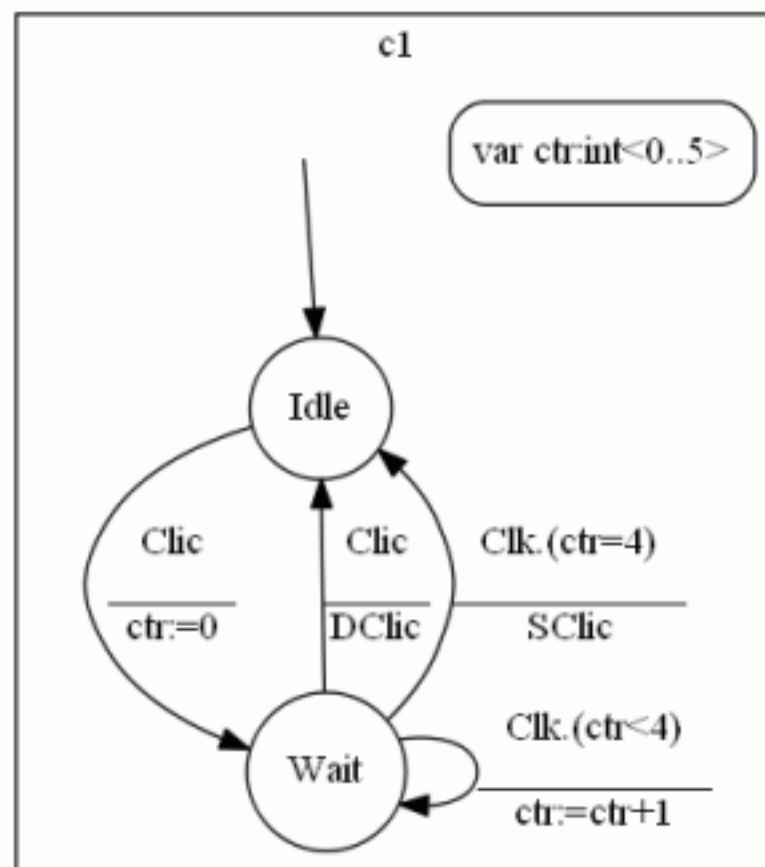 c1
var ctr:int<0..5>
Idle
Clic
ctr:=0
Clic
DClic
Clk.(ctr=4)
SClic
Wait
Clk.(ctr<4)
ctr:=ctr+1